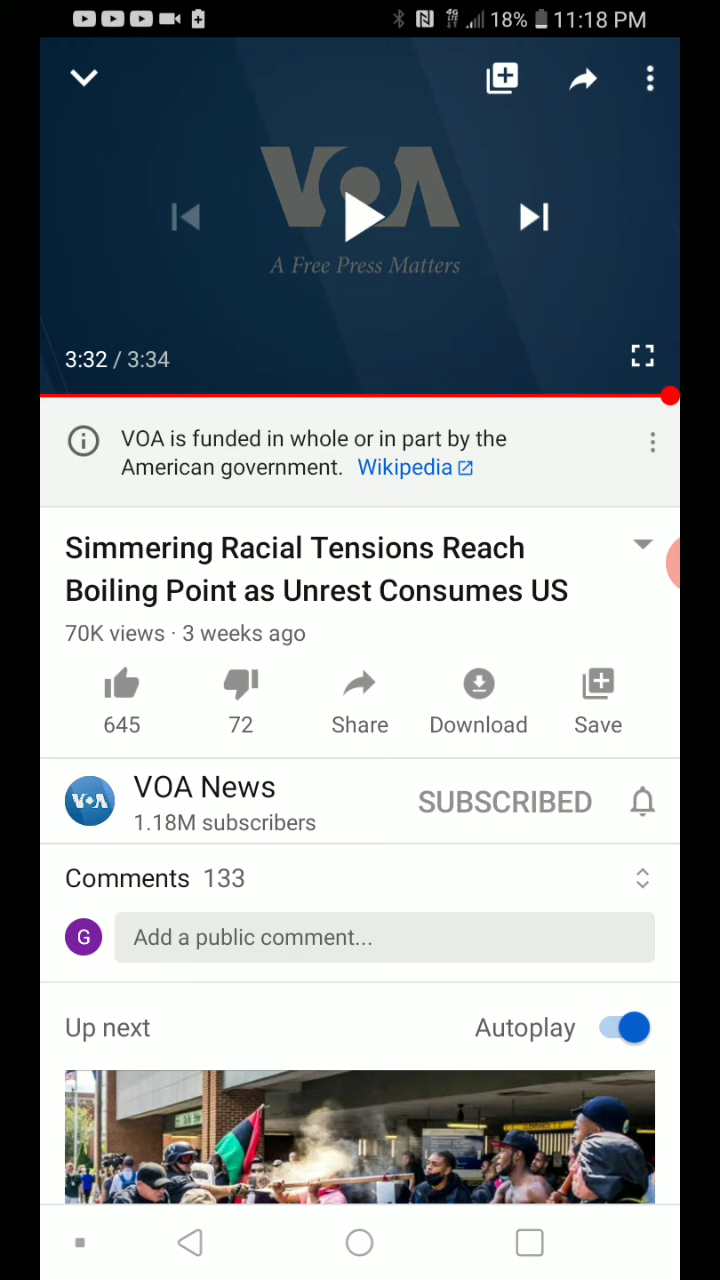 18% 11:18 PM
VOA
A Free Press Matters
3:32 / 3:34
VOA is funded in whole or in part by the
American government. Wikipedia
Simmering Racial Tensions Reach
Boiling Point as Unrest Consumes US
70K views · 3 weeks ago
645 72 Share Download Save
VOA
VOA News
SUBSCRIBED
1.18M subscribers
Comments 133
G
Add a public comment...
Up next Autoplay